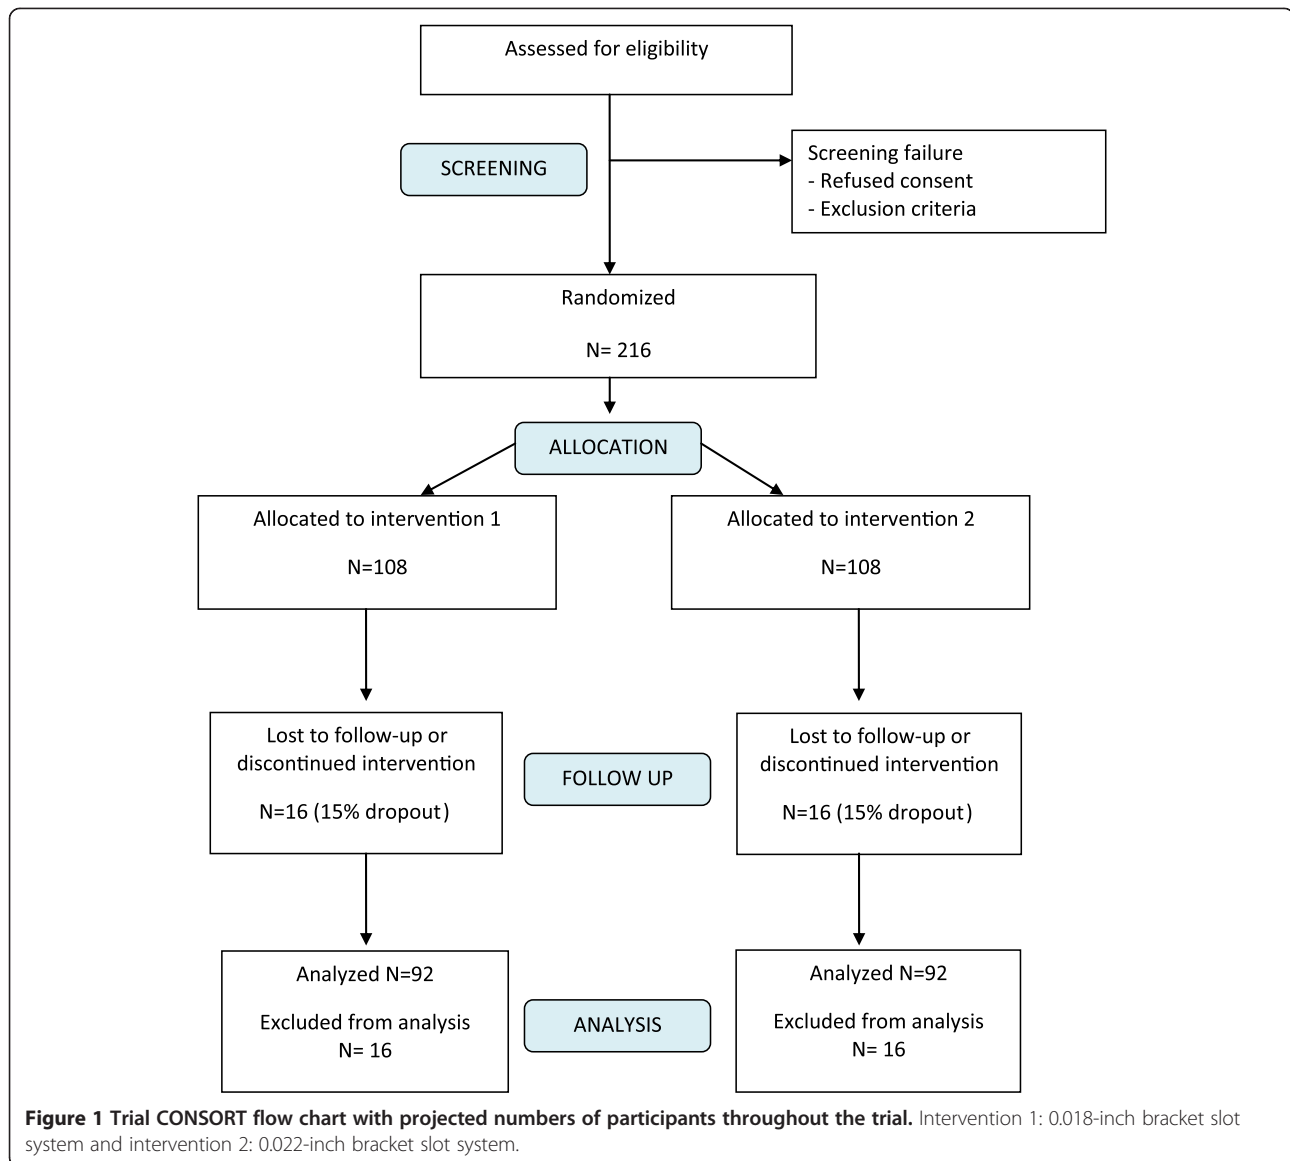 Assessed for eligibility
SCREENING
Screening failure
- Refused consent
- Exclusion criteria
Randomized
N= 216
ALLOCATION
Allocated to intervention 1
N=108
Allocated to intervention 2
N=108
Lost to follow-up or
discontinued intervention
N=16 (15% dropout)
FOLLOW UP
Lost to follow-up or
discontinued intervention
N=16 (15% dropout)
Analyzed N=92
Excluded from analysis
N= 16
ANALYSIS
Analyzed N=92
Excluded from analysis
N= 16
Figure 1 Trial CONSORT flow chart with projected numbers of participants throughout the trial. Intervention 1: 0.018-inch bracket slot
system and intervention 2: 0.022-inch bracket slot system.